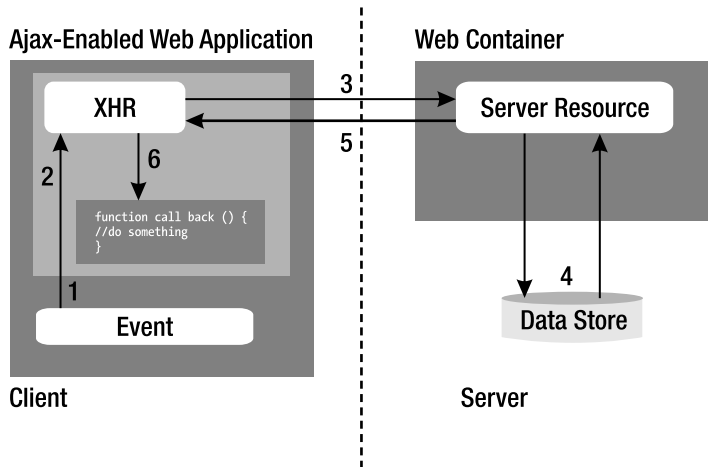 Ajax-Enabled Web Application
Web Container
XHR
3
Server Resource
5
2
6
function call back () {
//do something
}
1
4
Event
Data Store
Client
Server